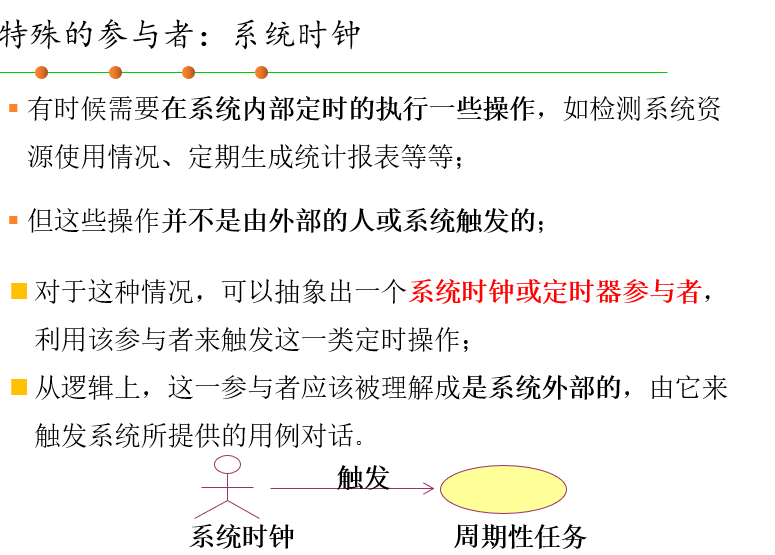 特殊的参与者：系统时钟
有时候需要在系统内部定时的执行一些操作，如检测系统资
源使用情况、定期生成统计报表等等；
但这些操作并不是由外部的人或系统触发的；
对于这种情况，可以抽象出一个系统时钟或定时器参与者，
利用该参与者来触发这一类定时操作；
从逻辑上，这一参与者应该被理解成是系统外部的，由它来
触发系统所提供的用例对话。
触发
系统时钟
周期性任务